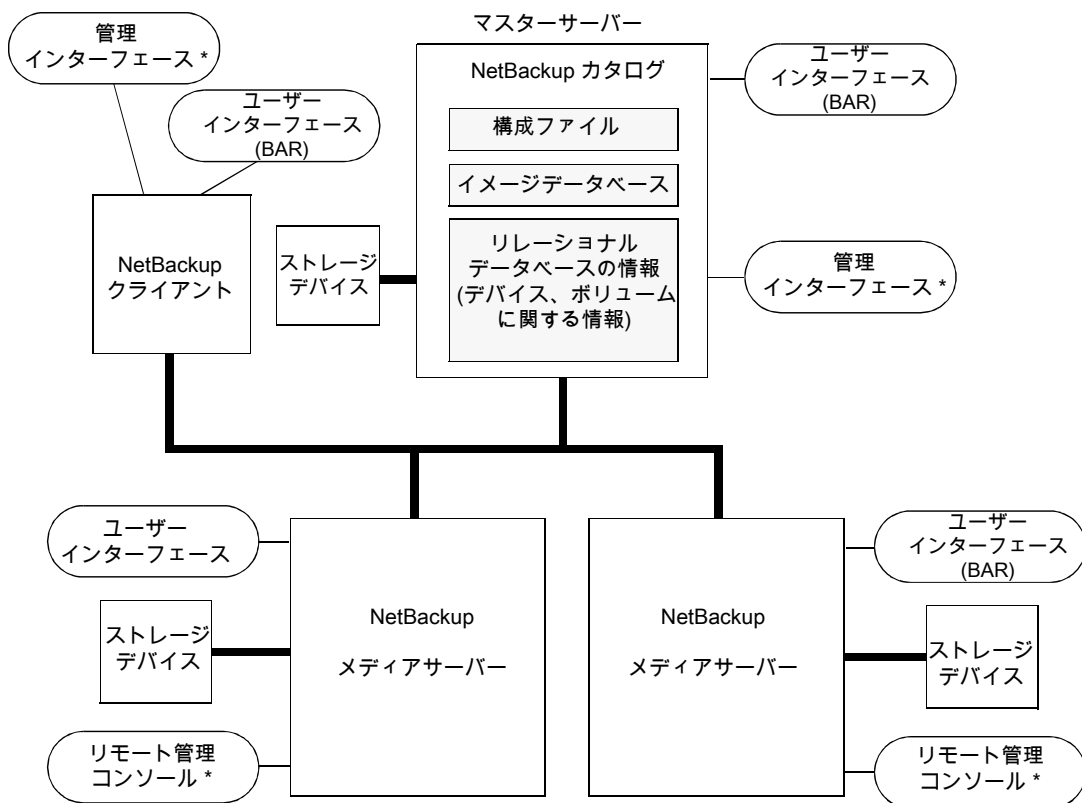 マスターサーバー
管理
インターフェース *
ユーザー
インターフェース
(BAR)
NetBackup
クライアント
ストレージ
デバイス
NetBackup カタログ
構成ファイル
イメージデータベース
リレーショナル
データベースの情報
(デバイス、ボリューム
に関する情報)
ユーザー
インターフェース
(BAR)
管理
インターフェース *
ユーザー
インターフェース
ストレージ
デバイス
リモート管理
コンソール *
NetBackup
メディアサーバー
NetBackup
メディアサーバー
ユーザー
インターフェース
(BAR)
ストレージ
デバイス
リモート管理
コンソール *